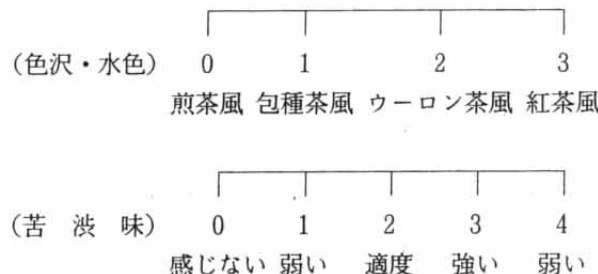 (色沢・水色) 0 1 2 3
煎茶風 包種茶風 ウーロン茶風 紅茶風
(苦渋味) 0 1 2 3 4
感じない 弱い 適度 強い 弱い